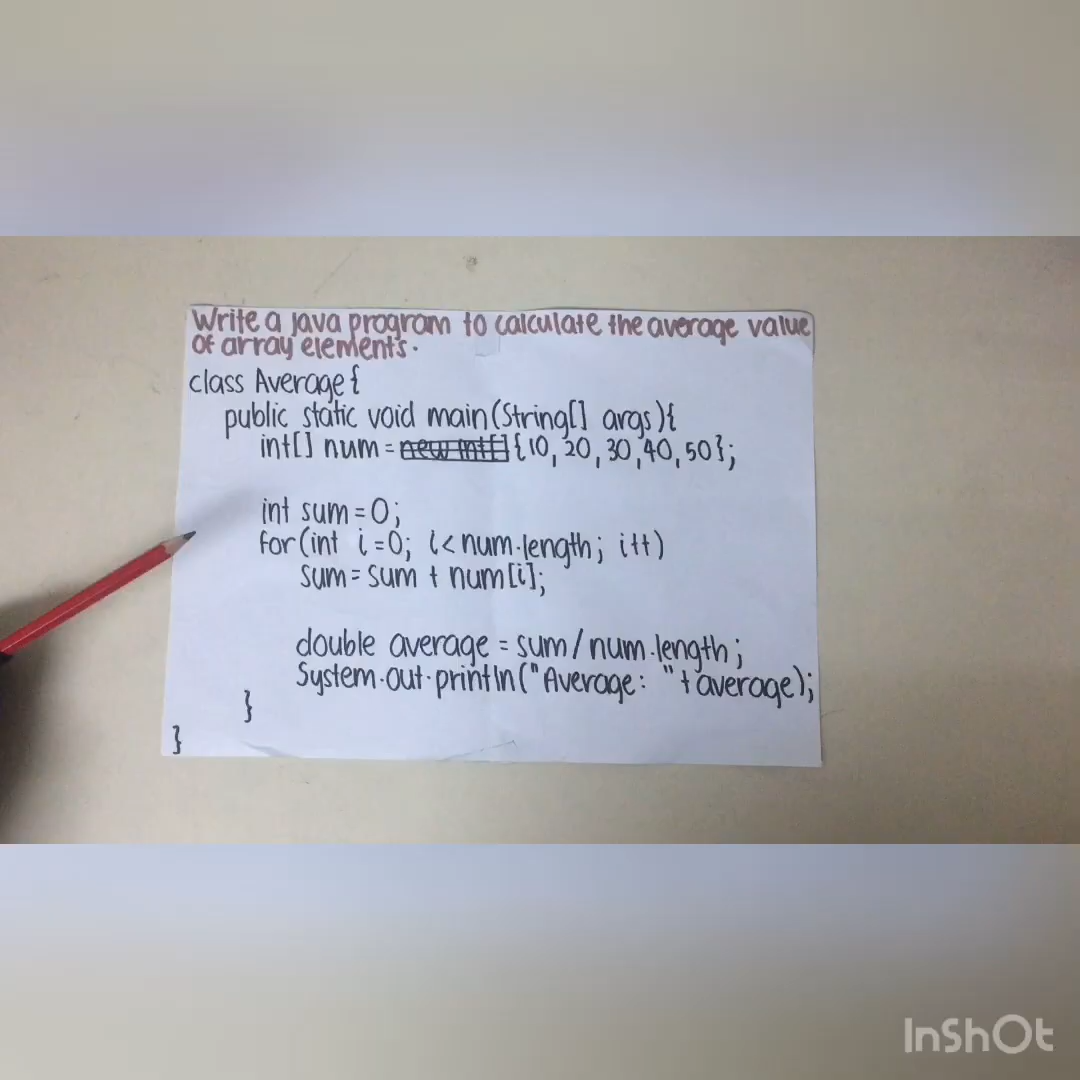 Write a java program to calculate the average value
of array elements.
class Average{
public static void main(String[] args){
int[] num = new int[] {10, 20, 30, 40, 50};
int sum = 0;
for(int i = 0; i < num.length; i++)
sum = sum + num[i];
double average = sum / num.length;
System.out.println("Average: " + average);
}
}
InShOt